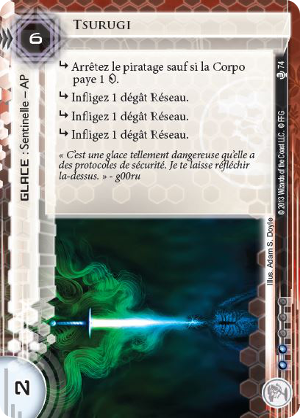 TSURUGI
6
↳ Arrêtez le piratage sauf si la Corpo
paye 1
↳ Infligez 1 dégât Réseau.
↳ Infligez 1 dégât Réseau.
↳ Infligez 1 dégât Réseau.
« C'est une glace tellement dangereuse qu'elle a
des protocoles de sécurité. Je te laisse réfléchir
là-dessus. » - g00ru
GLACE : Sentinelle – AP
74
© 2013 Wizards of the Coast LLC. © FFG
Illus. Adam S. Doyle
2